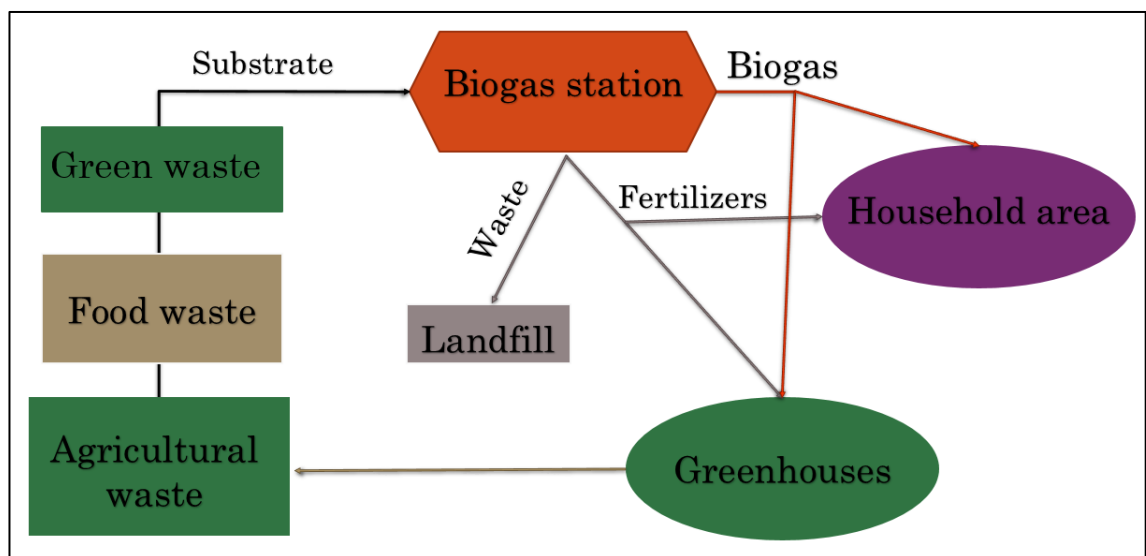 Substrate
Biogas station
Biogas
Green waste
Waste
Fertilizers
Household area
Food waste
Landfill
Agricultural
waste
Greenhouses